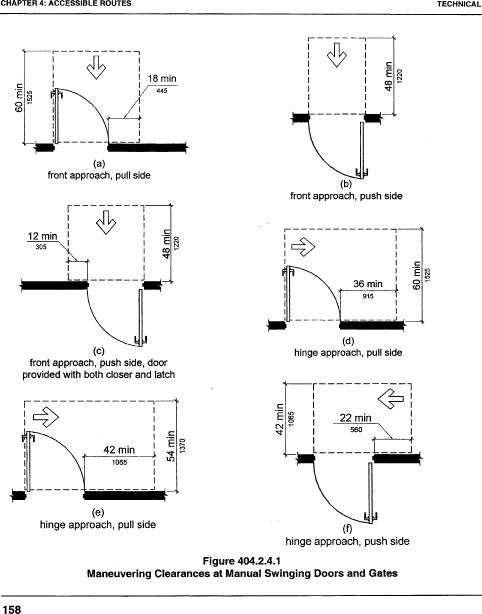 CHAPTER 4: ACCESSIBLE ROUTES
TECHNICAL
60 min
1525
18 min
445
(a)
front approach, pull side
48 min
1220
(b)
front approach, push side
12 min
305
48 min
1220
(c)
front approach, push side, door
provided with both closer and latch
36 min
915
60 min
1525
(d)
hinge approach, pull side
42 min
1065
54 min
1370
(e)
hinge approach, pull side
42 min
1065
22 min
560
(f)
hinge approach, push side
Figure 404.2.4.1
Maneuvering Clearances at Manual Swinging Doors and Gates
158